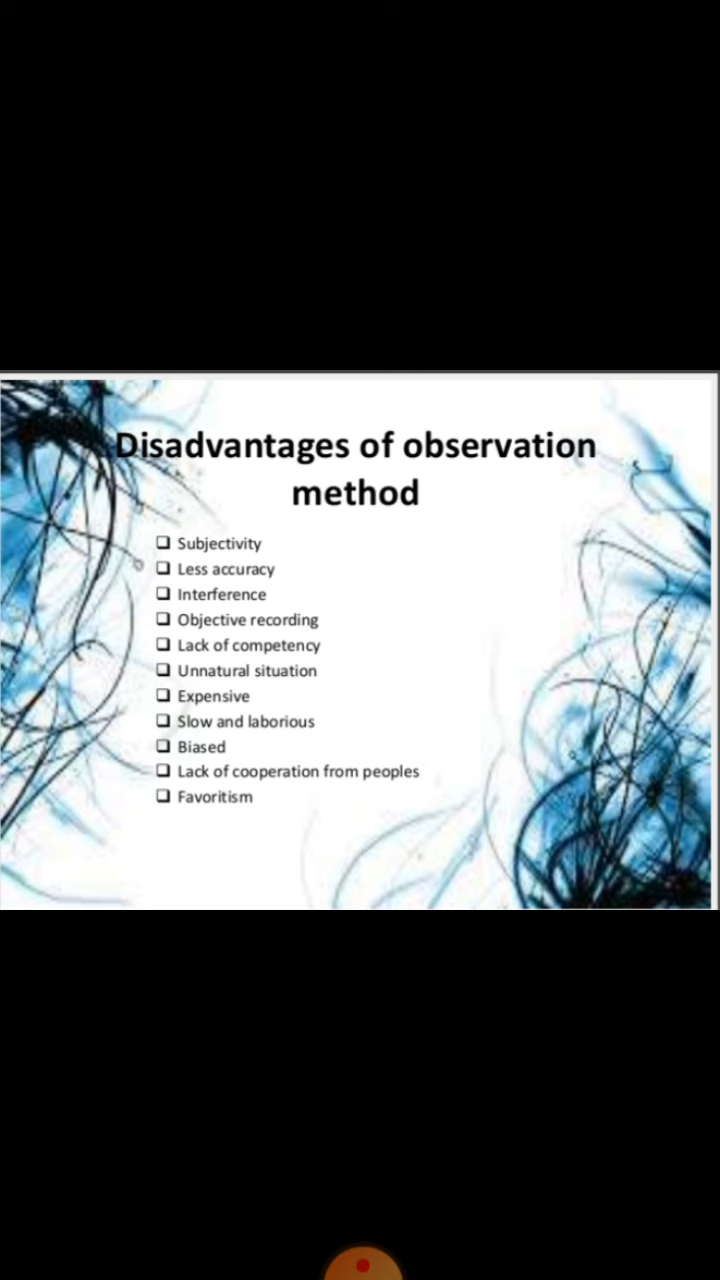 Disadvantages of observation
method
❑ Subjectivity
❑ Less accuracy
❑ Interference
❑ Objective recording
❑ Lack of competency
❑ Unnatural situation
❑ Expensive
❑ Slow and laborious
❑ Biased
❑ Lack of cooperation from peoples
❑ Favoritism